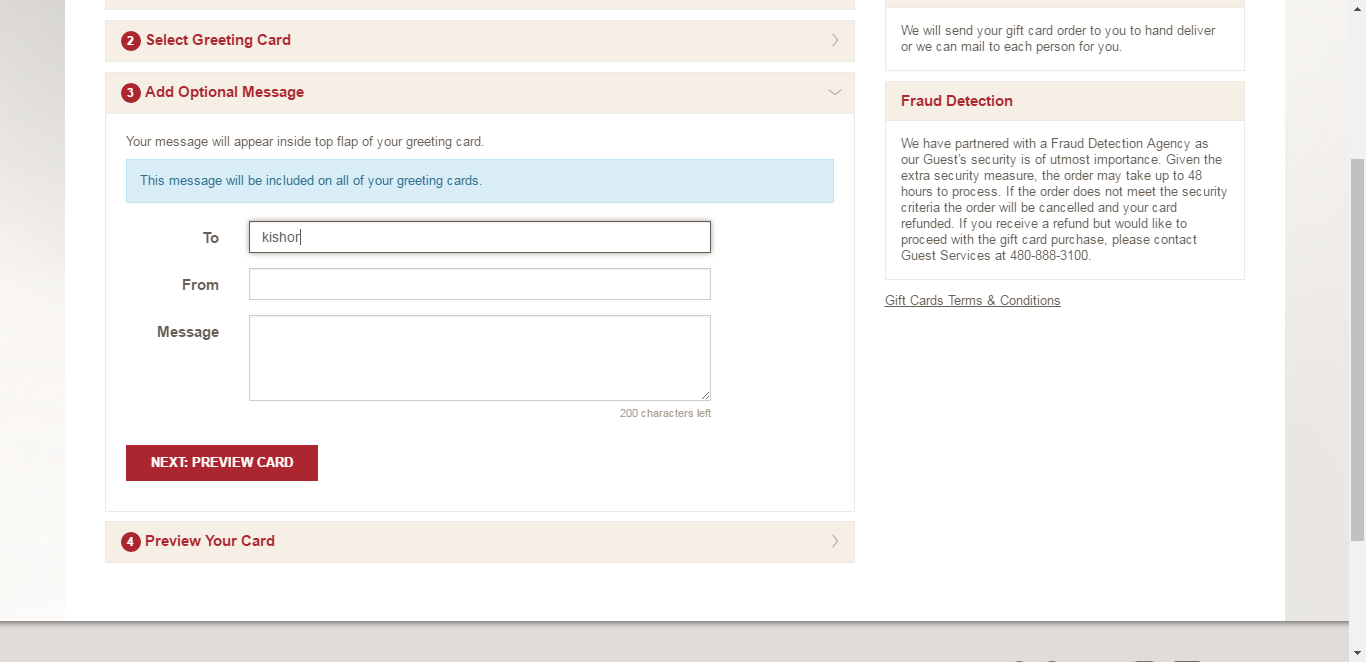 2 Select Greeting Card
3 Add Optional Message
Your message will appear inside top flap of your greeting card.
This message will be included on all of your greeting cards.
To
kishor
From
Message
200 characters left
NEXT: PREVIEW CARD
4 Preview Your Card
We will send your gift card order to you to hand deliver
or we can mail to each person for you.
Fraud Detection
We have partnered with a Fraud Detection Agency as
our Guest's security is of utmost importance. Given the
extra security measure, the order may take up to 48
hours to process. If the order does not meet the security
criteria the order will be cancelled and your card
refunded. If you receive a refund but would like to
proceed with the gift card purchase, please contact
Guest Services at 480-888-3100.
Gift Cards Terms & Conditions